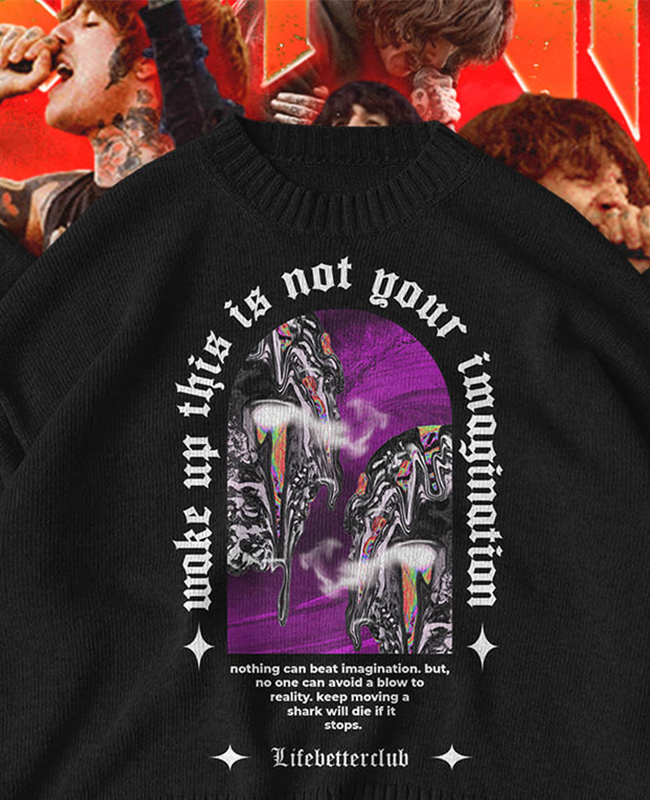 wake up this is not your imagination
nothing can beat imagination. but,
no one can avoid a blow to
reality. keep moving a
shark will die if it
stops.
Lifebetterclub